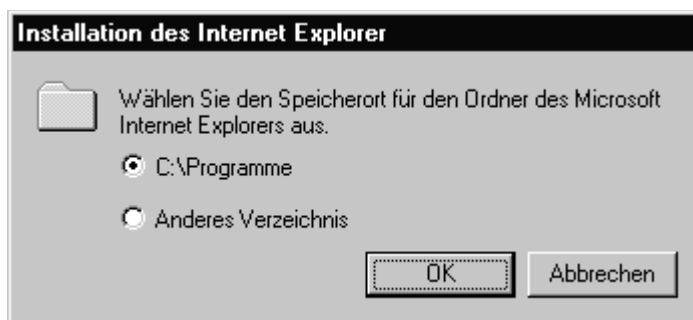 Installation des Internet Explorer
Wählen Sie den Speicherort für den Ordner des Microsoft
Internet Explorers aus.
C:\Programme
Anderes Verzeichnis
OK
Abbrechen